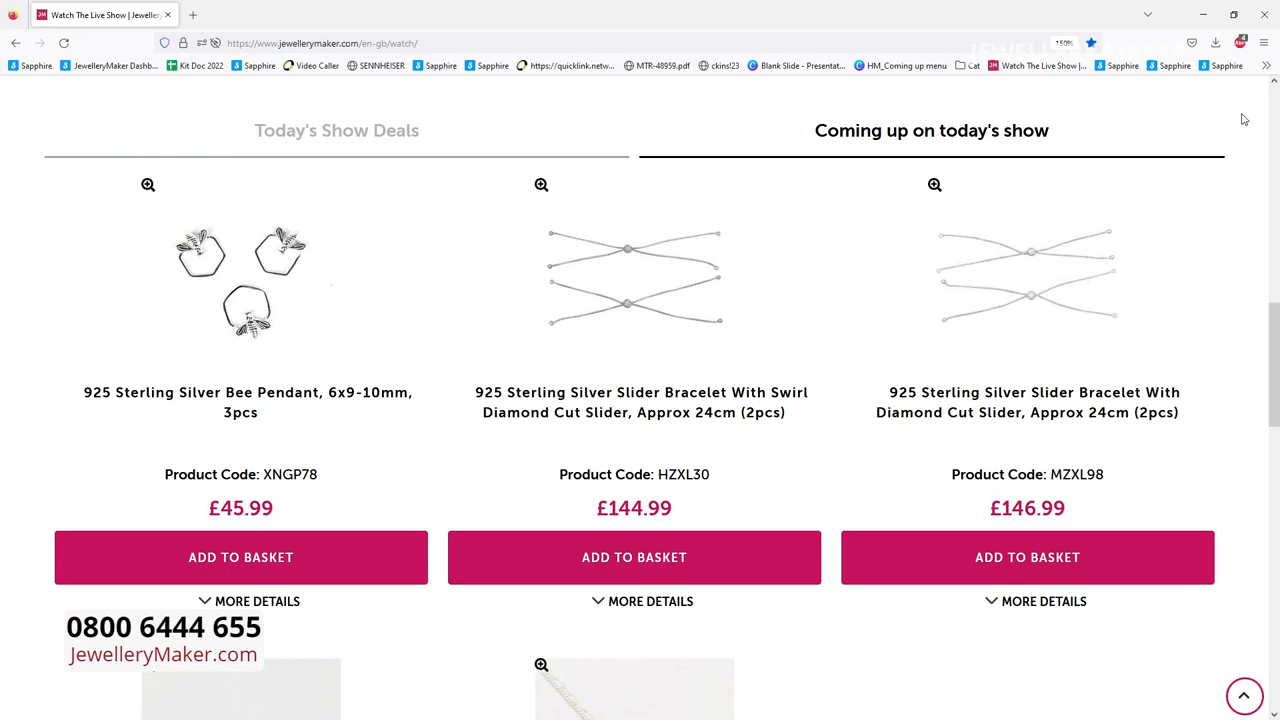 Watch The Live Show | Jeweller
https://www.jewellerymaker.com
gb/watch/
150%
4
Sapphire
JewelleryMaker Dashb...
Kit Doc 2022
Sapphire
Video Caller
SENNHEISER
Sapphire
Sapphire
https://quicklink.netw...
MTR-48959.pdf
ckins!23
Blank Slide - Presentat...
HM_Coming up menu
Cat
Watch The Live Show |...
Sapphire
Sapphire
Sapphire
Today's Show Deals
Coming up on today's show
925 Sterling Silver Bee Pendant, 6x9-10mm,
3pcs
Product Code: XNGP78
£45.99
ADD TO BASKET
MORE DETAILS
925 Sterling Silver Slider Bracelet With Swirl
Diamond Cut Slider, Approx 24cm (2pcs)
Product Code: HZXL30
£144.99
ADD TO BASKET
MORE DETAILS
925 Sterling Silver Slider Bracelet With
Diamond Cut Slider, Approx 24cm (2pcs)
Product Code: MZXL98
£146.99
ADD TO BASKET
MORE DETAILS
0800 6444 655
JewelleryMaker.com